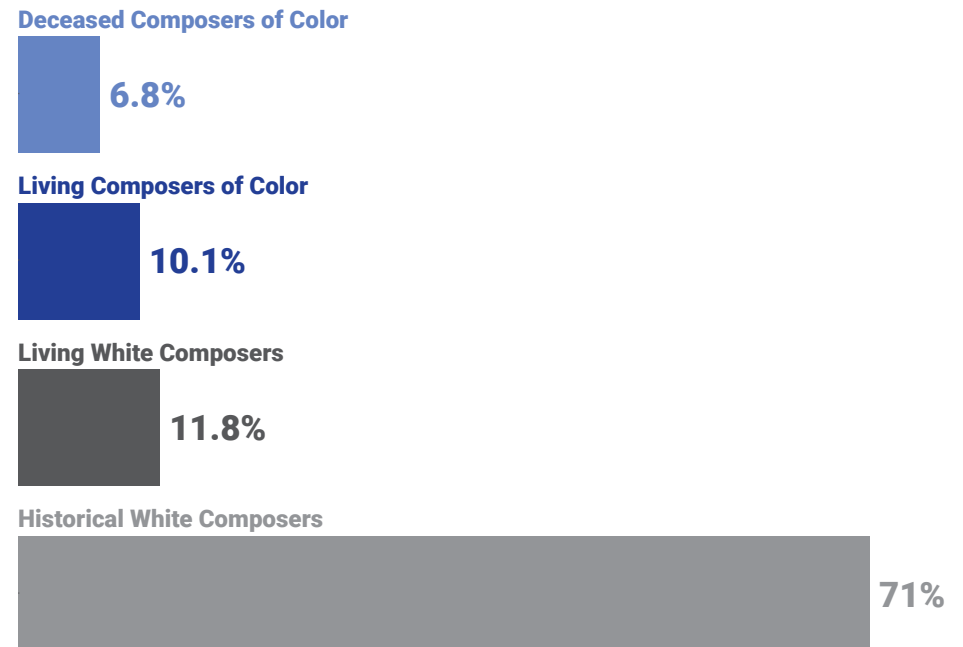 Deceased Composers of Color
6.8%
Living Composers of Color
10.1%
Living White Composers
11.8%
Historical White Composers
71%